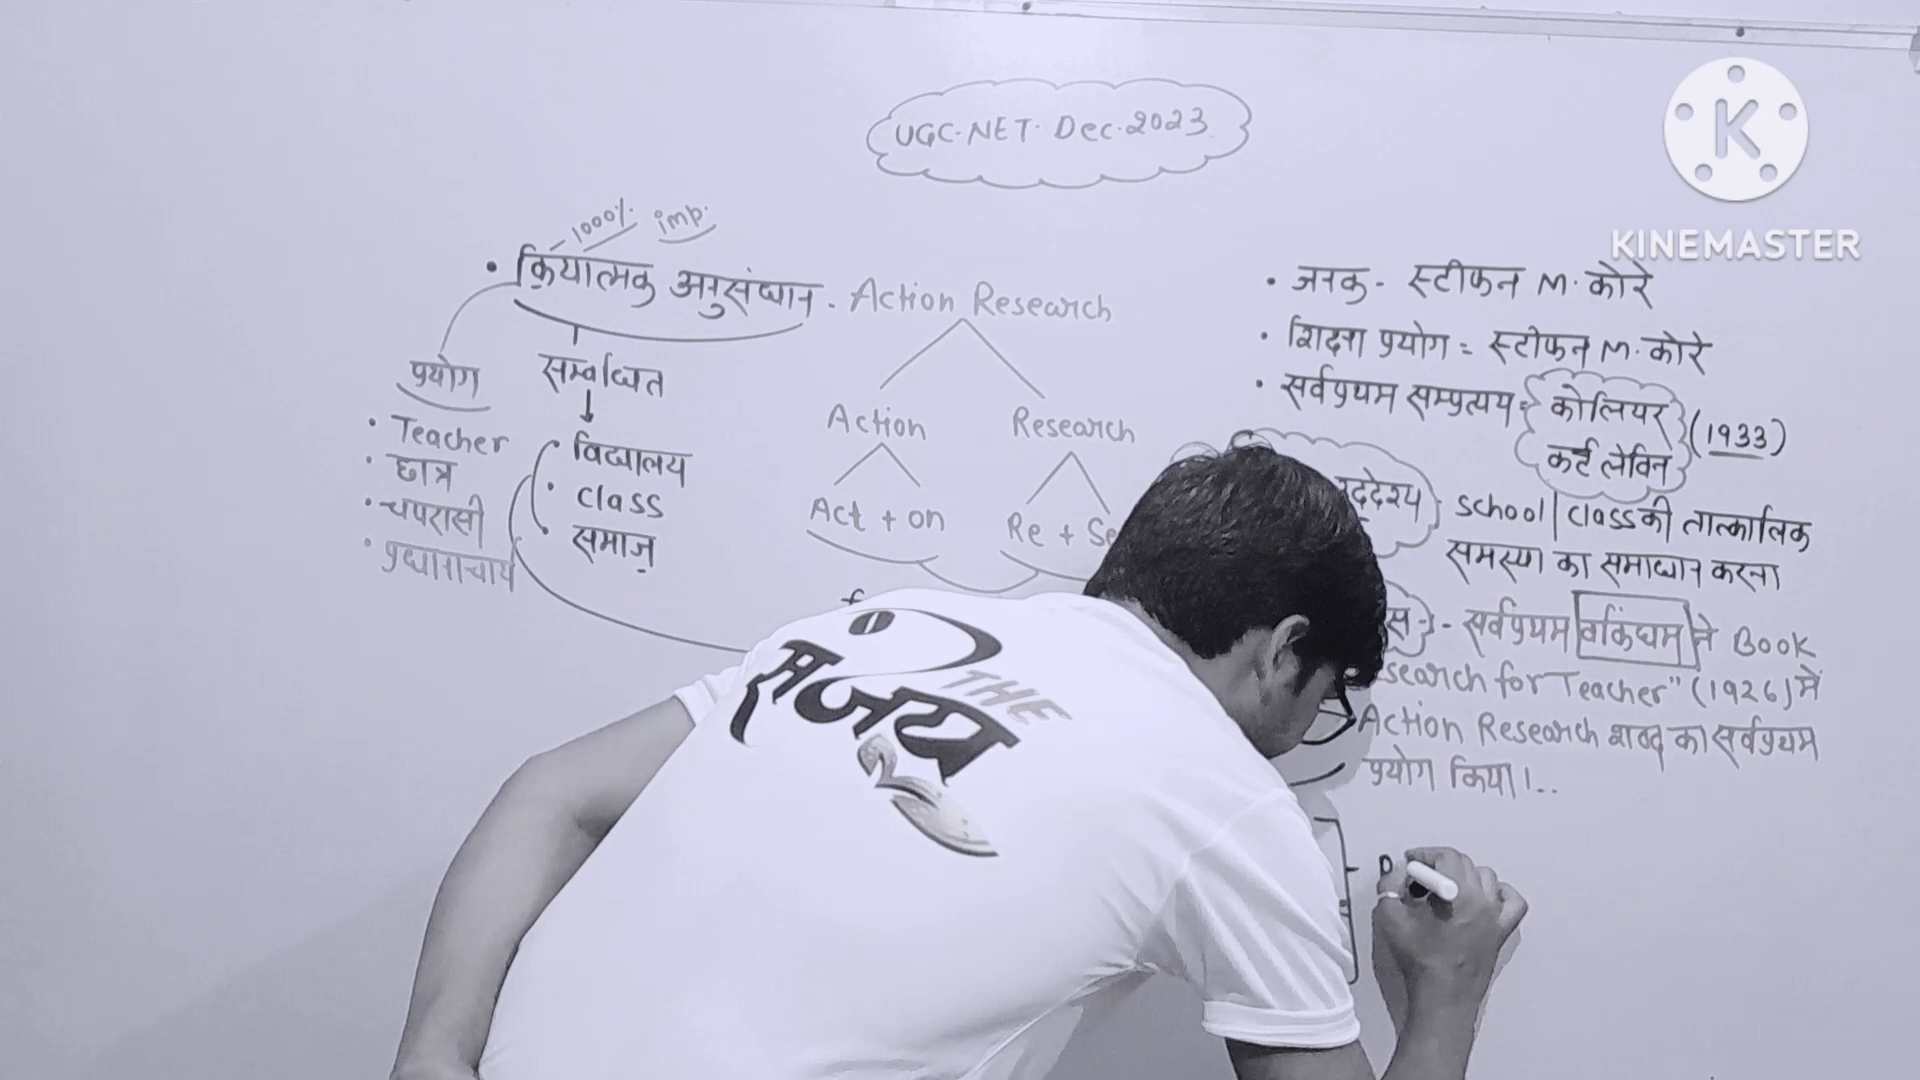 UGC-NET. Dec. 2023
KINEMASTER
1000% imp.
• क्रियात्मक अनुसंधान - Action Research
प्रयोग
• Teacher
• छात्र
• चपरासी
• प्रधानाचार्य
सम्बंधित
• विद्यालय
• class
• समाज
Action
Research
Act + on
Re + Se
• जनक - स्टीफन M. कोरे
• शिक्षा प्रयोग = स्टीफन M. कोरे
• सर्वप्रथम सम्प्रत्यय = कोलियर
कर्ट लेविन
(1933)
उद्देश्य - school | class की तात्कालिक
समस्या का समाधान करना
स - सर्वप्रथम बकिंघम ने Book
search for Teacher" (1926) में
Action Research शब्द का सर्वप्रथम
प्रयोग किया।..
THE
सृजय